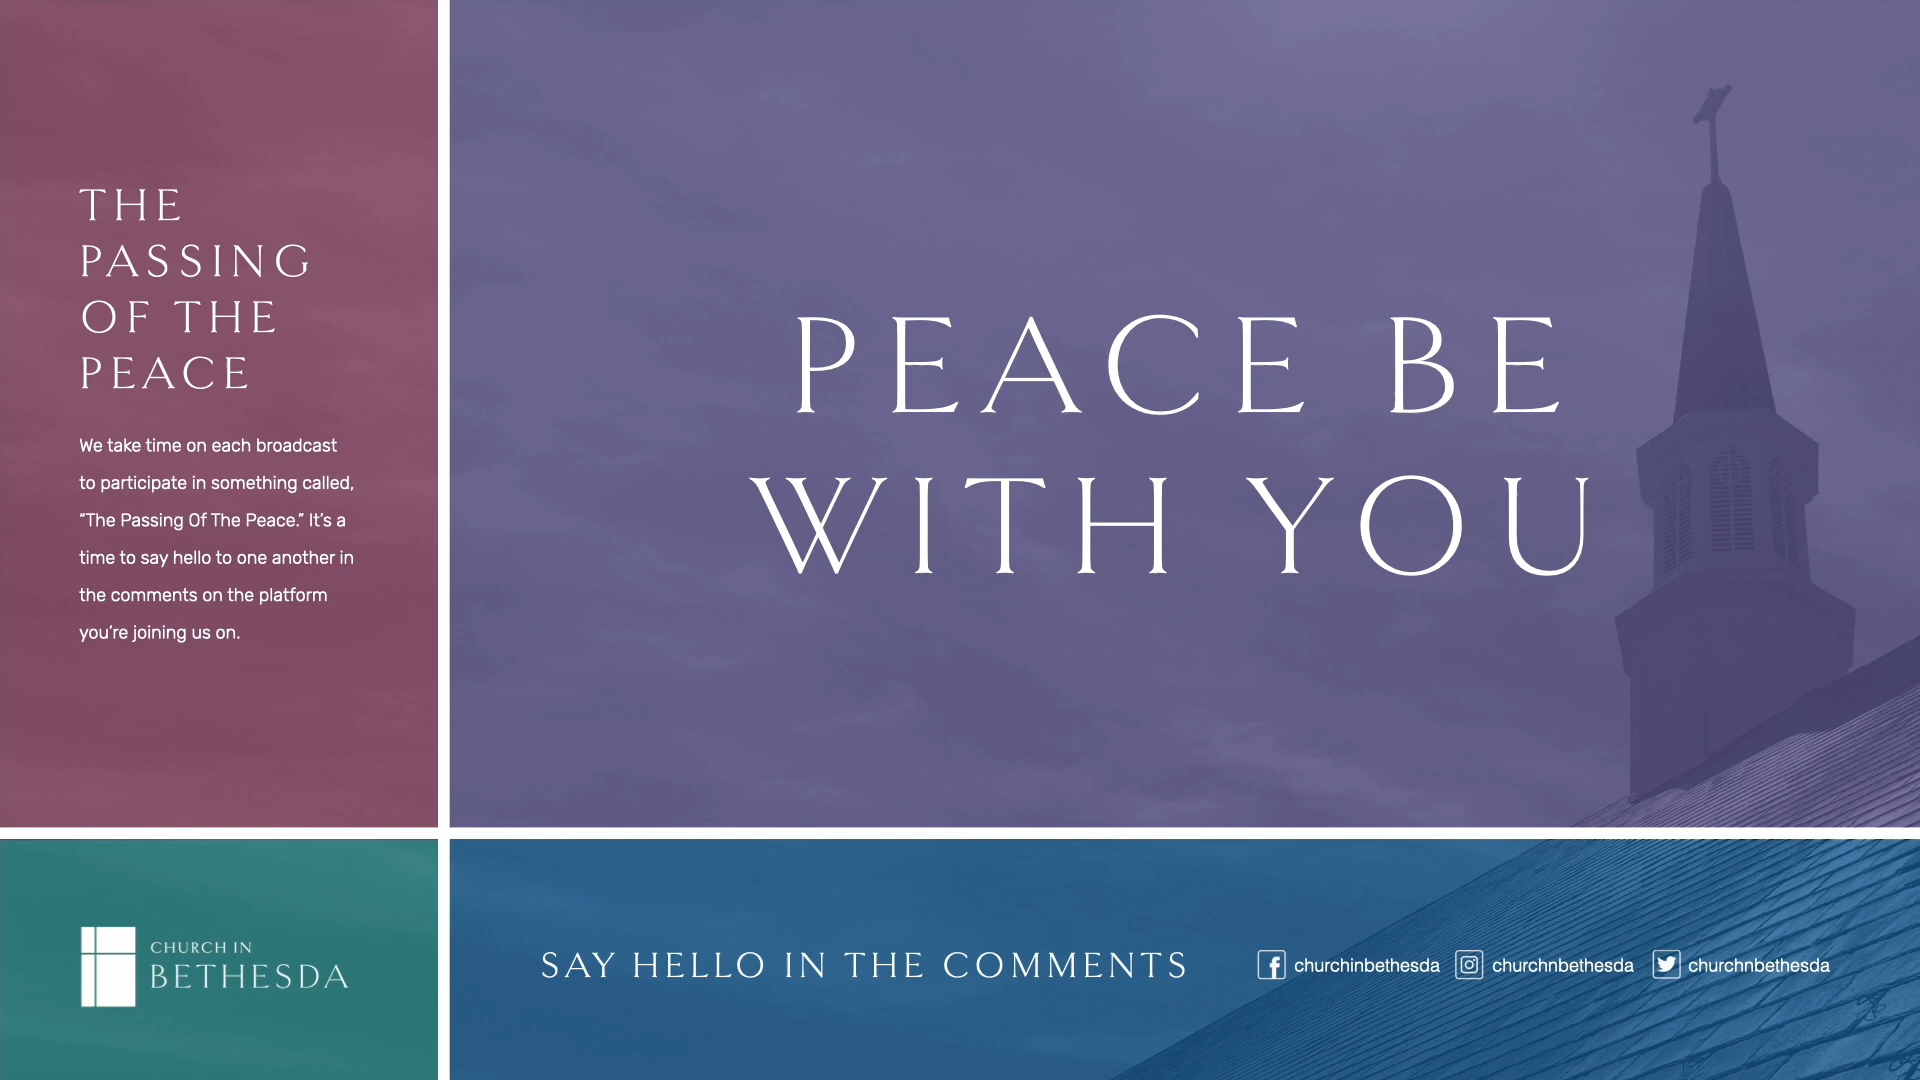 THE
PASSING
OF THE
PEACE
We take time on each broadcast
to participate in something called,
“The Passing Of The Peace.” It’s a
time to say hello to one another in
the comments on the platform
you’re joining us on.
PEACE BE
WITH YOU
CHURCH IN
BETHESDA
SAY HELLO IN THE COMMENTS
churchinbethesda
churchnbethesda
churchnbethesda